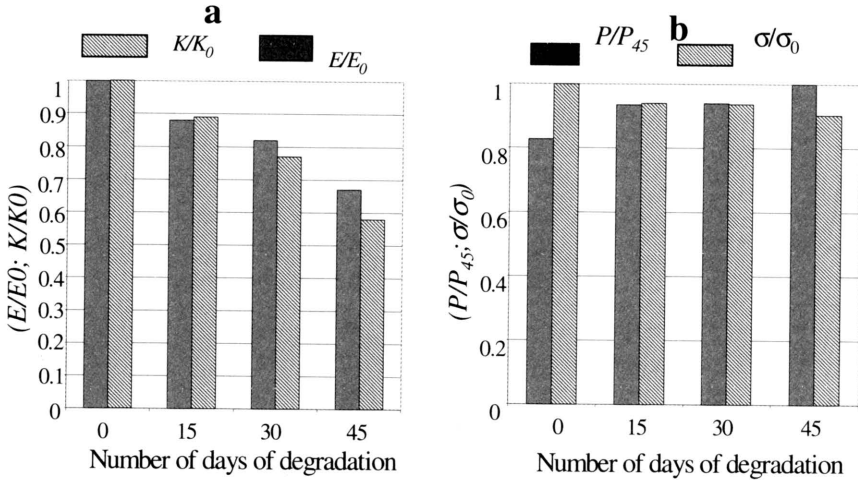 a
K/K₀
E/E₀
(E/E0; K/K0)
1
0.9
0.8
0.7
0.6
0.5
0.4
0.3
0.2
0.1
0
0 15 30 45
Number of days of degradation
b
P/P₄₅
σ/σ₀
(P/P₄₅; σ/σ₀)
1
0.8
0.6
0.4
0.2
0
0 15 30 45
Number of days of degradation